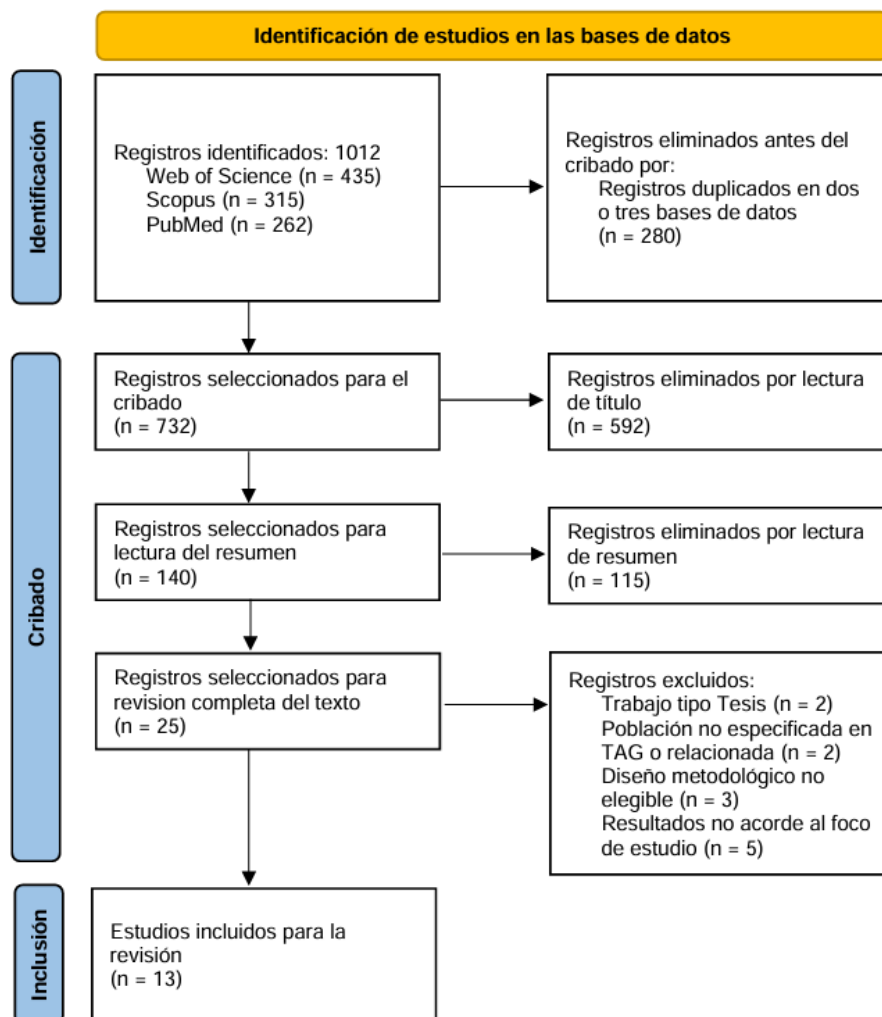 Identificación de estudios en las bases de datos
Identificación
Registros identificados: 1012
Web of Science (n = 435)
Scopus (n = 315)
PubMed (n = 262)
Registros eliminados antes del
cribado por:
Registros duplicados en dos
o tres bases de datos
(n = 280)
Cribado
Registros seleccionados para el
cribado
(n = 732)
Registros eliminados por lectura
de título
(n = 592)
Registros seleccionados para
lectura del resumen
(n = 140)
Registros eliminados por lectura
de resumen
(n = 115)
Registros seleccionados para
revision completa del texto
(n = 25)
Registros excluidos:
Trabajo tipo Tesis (n = 2)
Población no especificada en
TAG o relacionada (n = 2)
Diseño metodológico no
elegible (n = 3)
Resultados no acorde al foco
de estudio (n = 5)
Inclusión
Estudios incluidos para la
revisión
(n = 13)